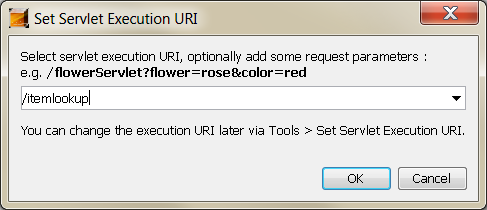 Set Servlet Execution URI
Select servlet execution URI, optionally add some request parameters :
e.g. /flowerServlet?flower=rose&color=red
/itemlookup
You can change the execution URI later via Tools > Set Servlet Execution URI.
OK Cancel